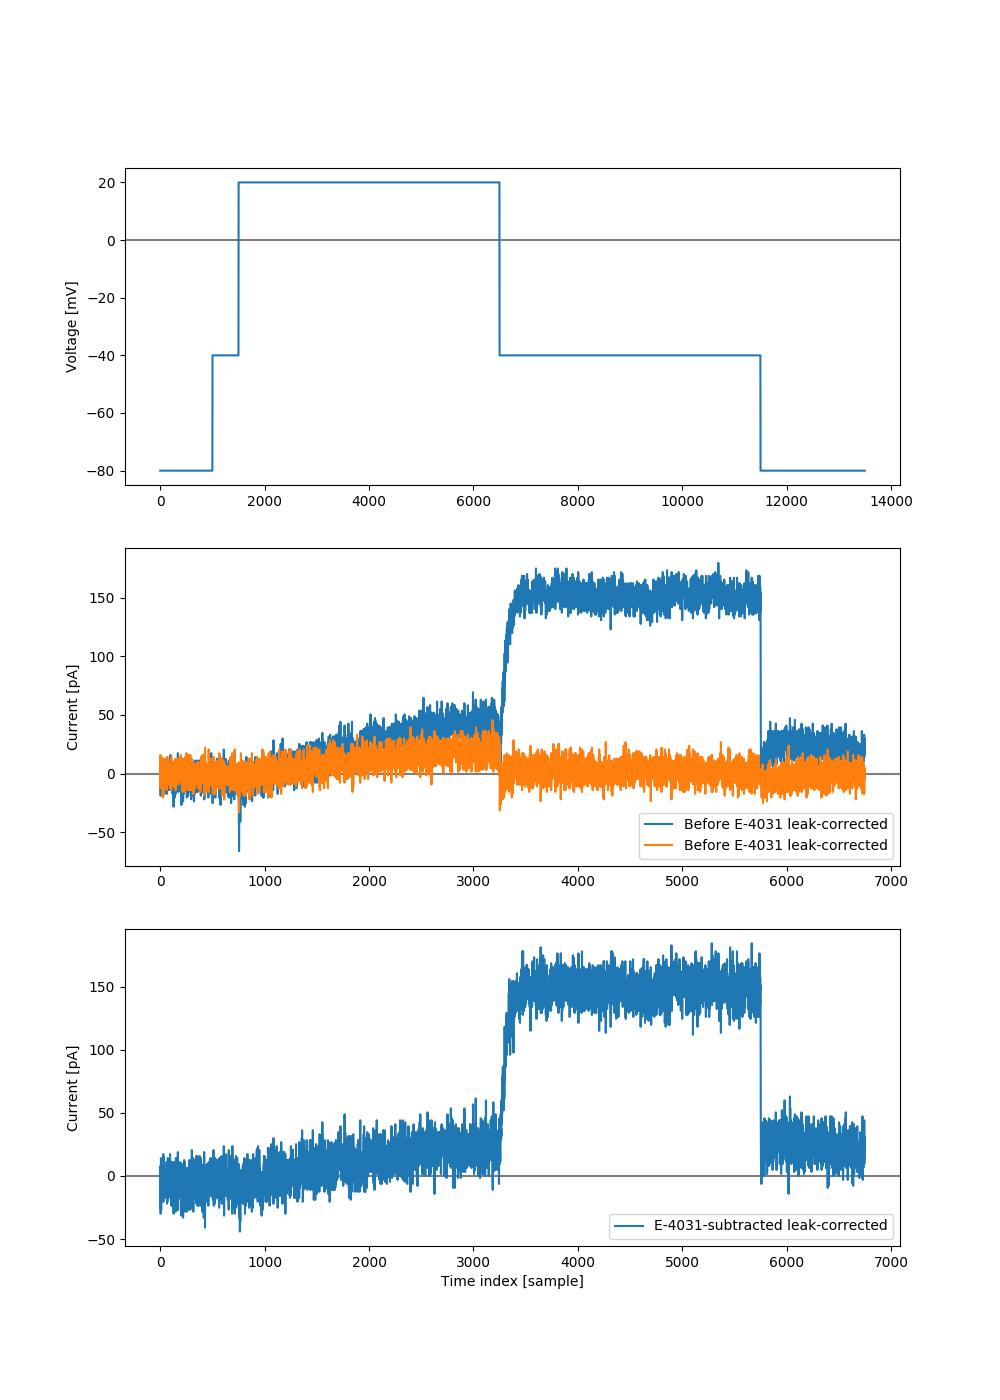 20
0
−20
−40
−60
−80
Voltage [mV]
0 2000 4000 6000 8000 10000 12000 14000
150
100
50
0
−50
Current [pA]
Before E-4031 leak-corrected
Before E-4031 leak-corrected
0 1000 2000 3000 4000 5000 6000 7000
150
100
50
0
−50
Current [pA]
E-4031-subtracted leak-corrected
0 1000 2000 3000 4000 5000 6000 7000
Time index [sample]